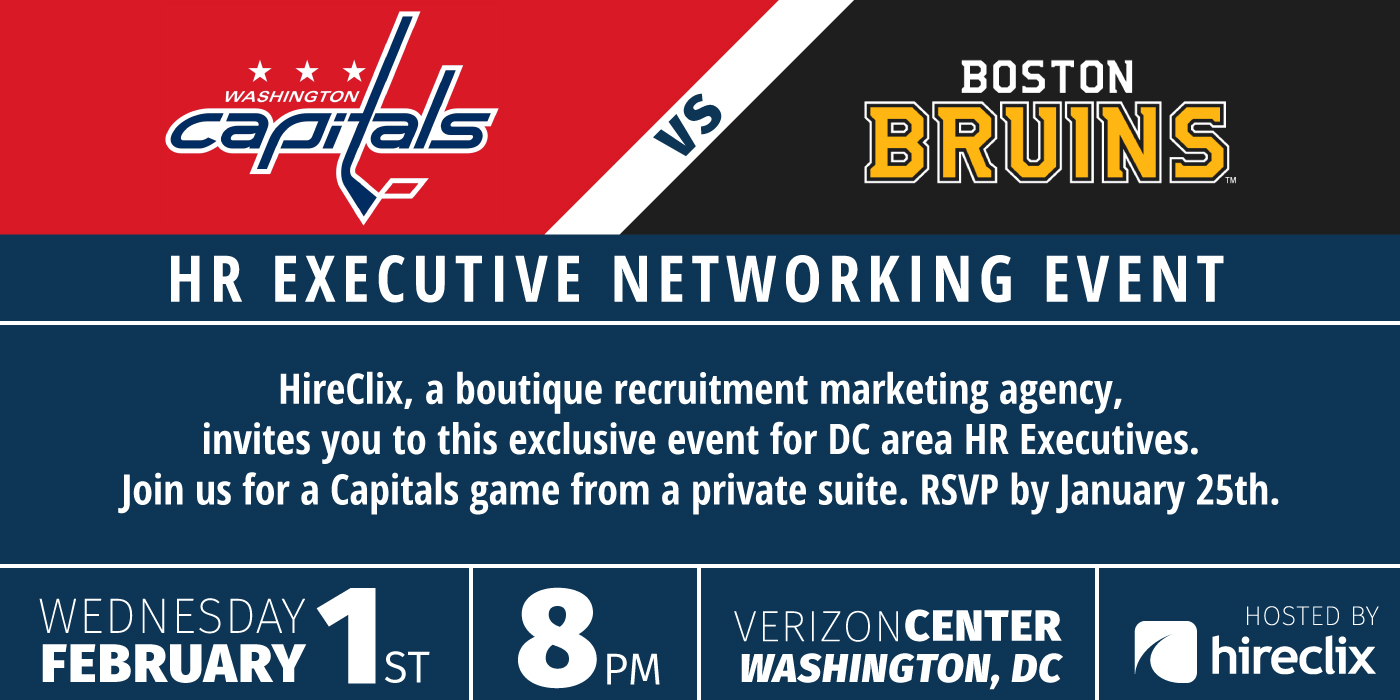 WASHINGTON
capitals
VS
BOSTON
BRUINS
TM
HR EXECUTIVE NETWORKING EVENT
HireClix, a boutique recruitment marketing agency,
invites you to this exclusive event for DC area HR Executives.
Join us for a Capitals game from a private suite. RSVP by January 25th.
WEDNESDAY
FEBRUARY 1ST
8 PM
VERIZONCENTER
WASHINGTON, DC
HOSTED BY
hireclix